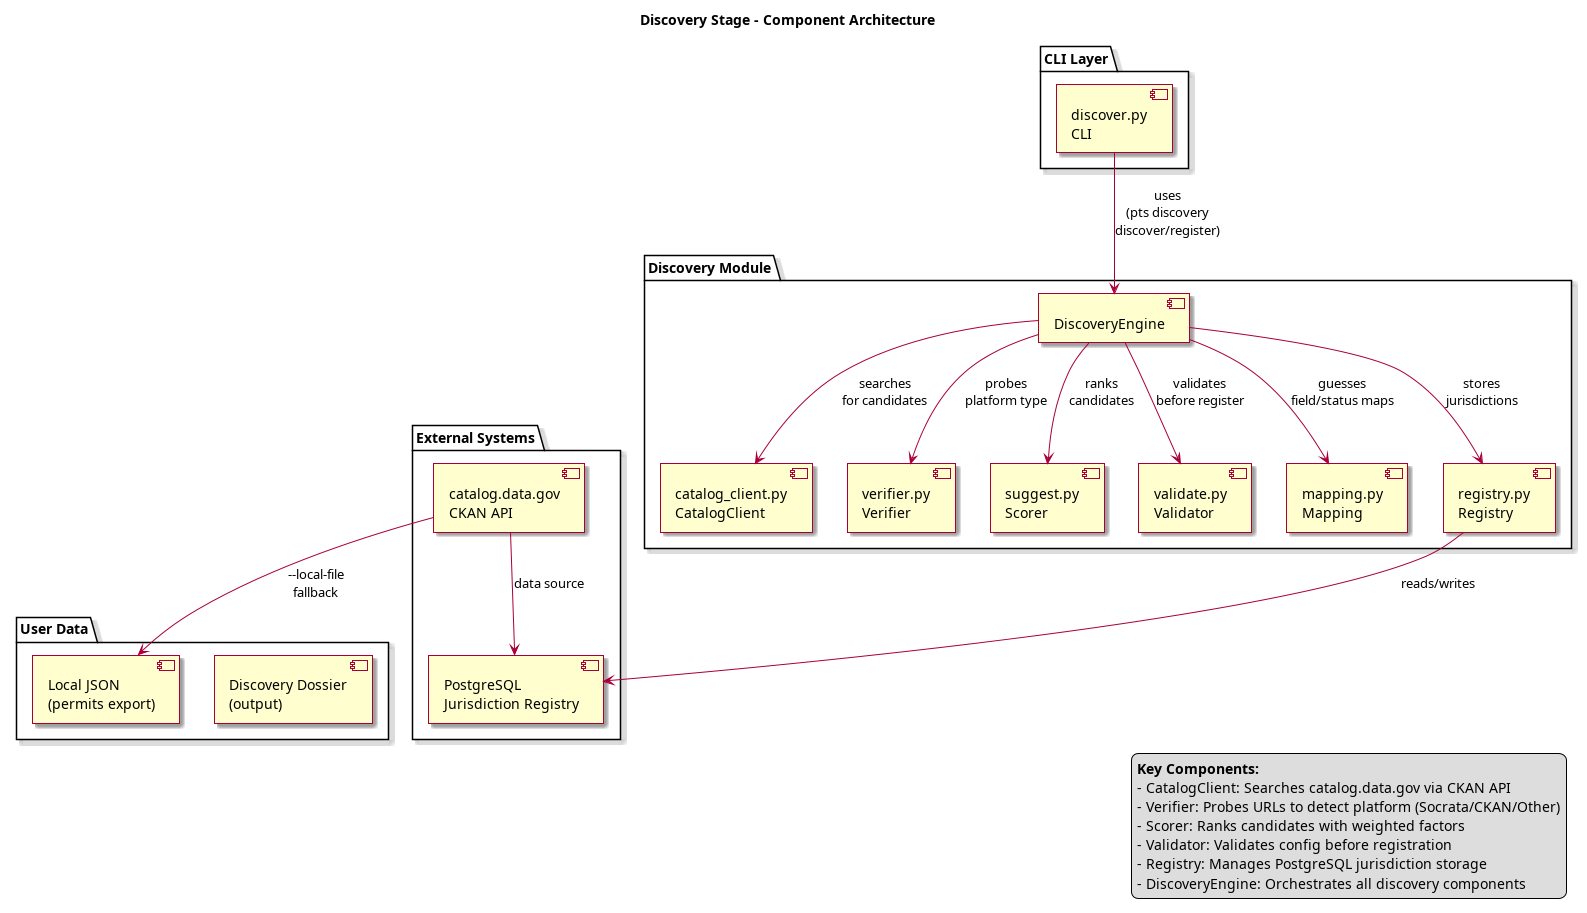 Discovery Stage - Component Architecture
CLI Layer
discover.py
CLI
uses
(pts discovery
discover/register)
Discovery Module
DiscoveryEngine
searches
for candidates
probes
platform type
ranks
candidates
validates
before register
guesses
field/status maps
stores
jurisdictions
catalog_client.py
CatalogClient
verifier.py
Verifier
suggest.py
Scorer
validate.py
Validator
mapping.py
Mapping
registry.py
Registry
External Systems
catalog.data.gov
CKAN API
--local-file
fallback
data source
reads/writes
User Data
Local JSON
(permits export)
Discovery Dossier
(output)
PostgreSQL
Jurisdiction Registry
Key Components:
- CatalogClient: Searches catalog.data.gov via CKAN API
- Verifier: Probes URLs to detect platform (Socrata/CKAN/Other)
- Scorer: Ranks candidates with weighted factors
- Validator: Validates config before registration
- Registry: Manages PostgreSQL jurisdiction storage
- DiscoveryEngine: Orchestrates all discovery components